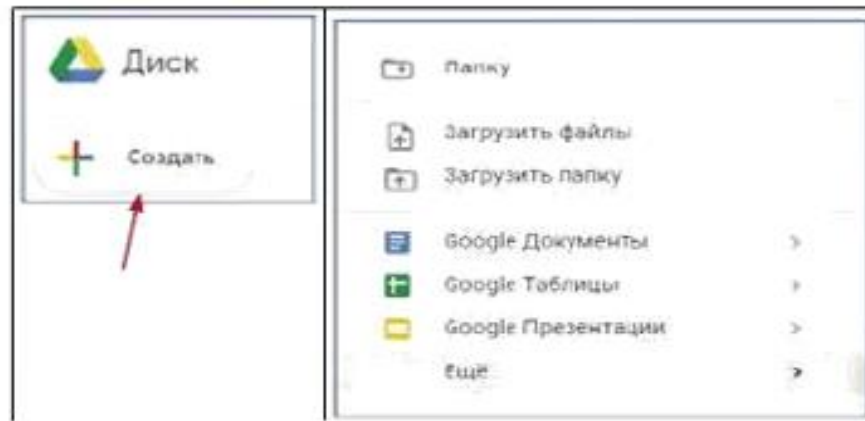 Диск
Создать
Папку
Загрузить файлы
Загрузить папку
Google Документы
Google Таблицы
Google Презентации
Ещё